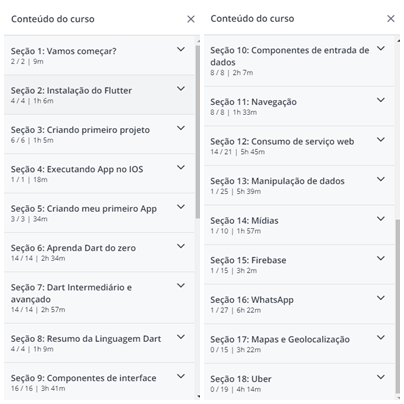 Conteúdo do curso
Seção 1: Vamos começar?
2 / 2 | 9m
Seção 2: Instalação do Flutter
4 / 4 | 1h 6m
Seção 3: Criando primeiro projeto
6 / 6 | 1h 5m
Seção 4: Executando App no IOS
1 / 1 | 18m
Seção 5: Criando meu primeiro App
3 / 3 | 34m
Seção 6: Aprenda Dart do zero
14 / 14 | 2h 34m
Seção 7: Dart Intermediário e
avançado
14 / 14 | 2h 57m
Seção 8: Resumo da Linguagem Dart
4 / 4 | 1h 9m
Seção 9: Componentes de interface
16 / 16 | 3h 41m
Conteúdo do curso
Seção 10: Componentes de entrada de
dados
8 / 8 | 2h 7m
Seção 11: Navegação
8 / 8 | 1h 33m
Seção 12: Consumo de serviço web
14 / 21 | 5h 45m
Seção 13: Manipulação de dados
1 / 25 | 5h 39m
Seção 14: Mídias
1 / 10 | 1h 57m
Seção 15: Firebase
1 / 15 | 3h 2m
Seção 16: WhatsApp
1 / 27 | 6h 22m
Seção 17: Mapas e Geolocalização
0 / 15 | 3h 22m
Seção 18: Uber
0 / 19 | 4h 14m